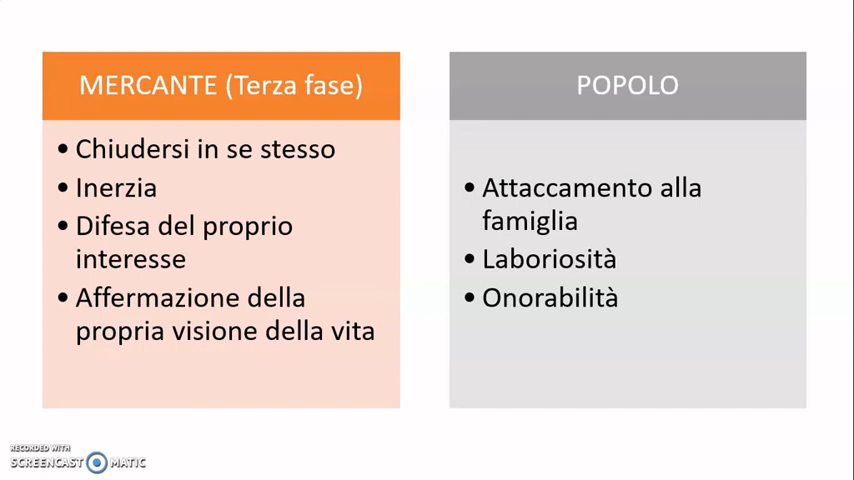 MERCANTE (Terza fase)
• Chiudersi in se stesso
• Inerzia
• Difesa del proprio
interesse
• Affermazione della
propria visione della vita
POPOLO
• Attaccamento alla
famiglia
• Laboriosità
• Onorabilità
RECORDED WITH
SCREENCAST MATIC